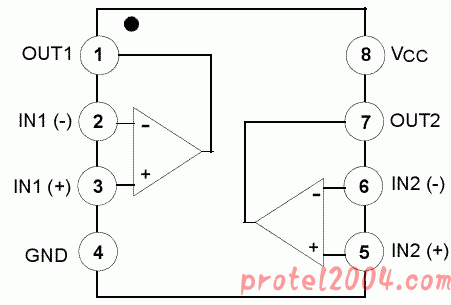 OUT1 1
8 Vcc
IN1 (-) 2 -
7 OUT2
IN1 (+) 3 +
- 6 IN2 (-)
GND 4
+ 5 IN2 (+)
protel2004.com